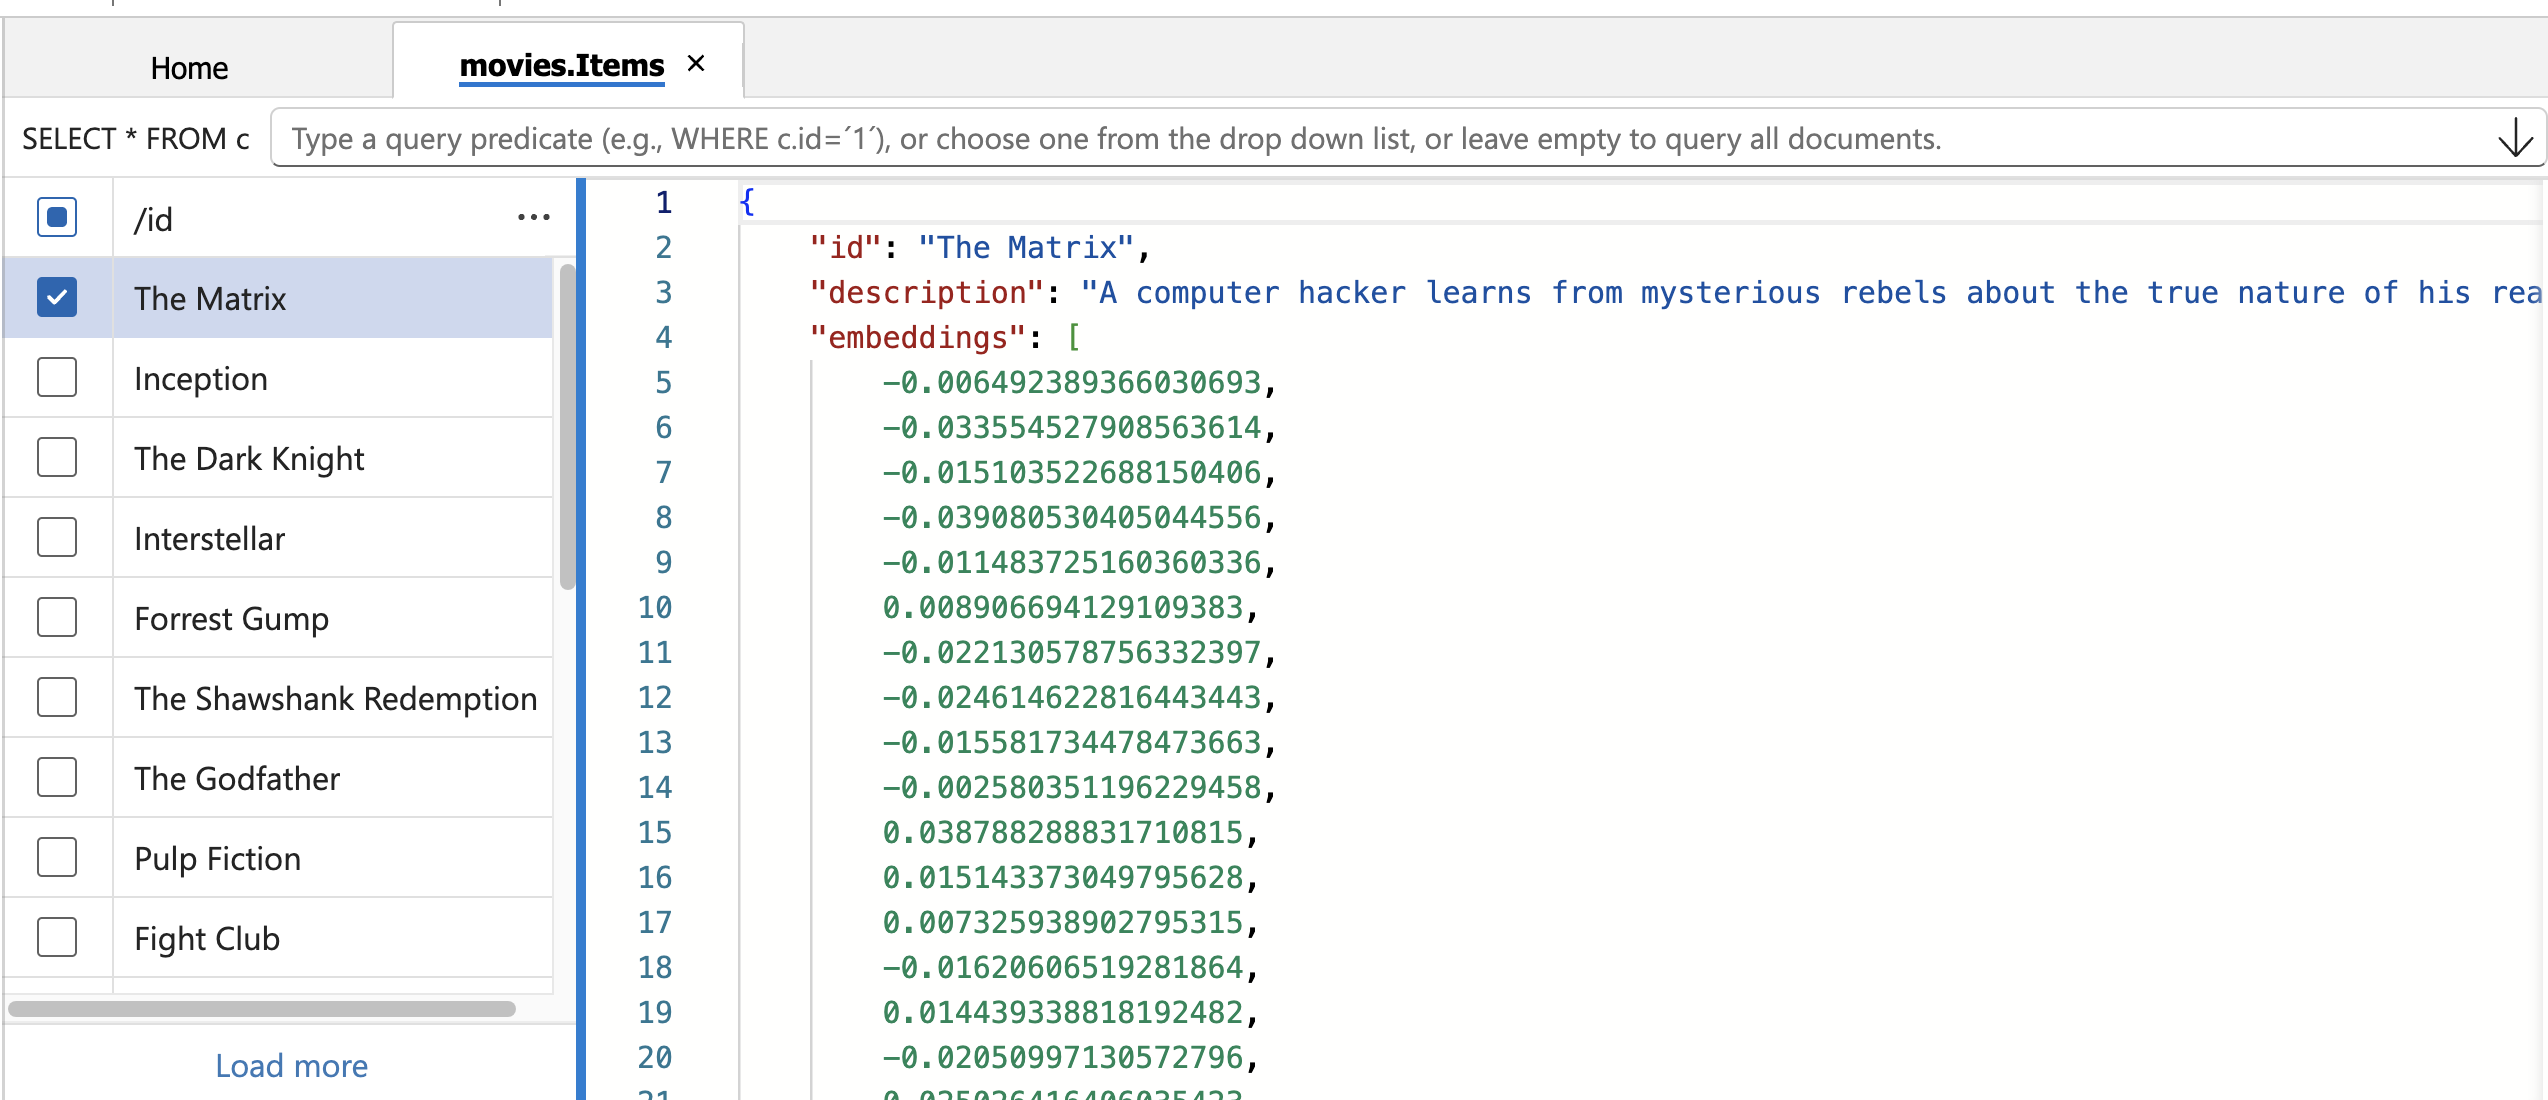 Home
movies.Items ×
SELECT * FROM c
Type a query predicate (e.g., WHERE c.id=´1´), or choose one from the drop down list, or leave empty to query all documents.
/id ...
The Matrix
Inception
The Dark Knight
Interstellar
Forrest Gump
The Shawshank Redemption
The Godfather
Pulp Fiction
Fight Club
Load more
1 {
2 "id": "The Matrix",
3 "description": "A computer hacker learns from mysterious rebels about the true nature of his rea
4 "embeddings": [
5 -0.006492389366030693,
6 -0.033554527908563614,
7 -0.015103522688150406,
8 -0.039080530405044556,
9 -0.011483725160360336,
10 0.008906694129109383,
11 -0.022130578756332397,
12 -0.024614622816443443,
13 -0.015581734478473663,
14 -0.002580351196229458,
15 0.038788288831710815,
16 0.015143373049795628,
17 0.007325938902795315,
18 -0.01620606519281864,
19 0.014439338818192482,
20 -0.02050997130572796,
21